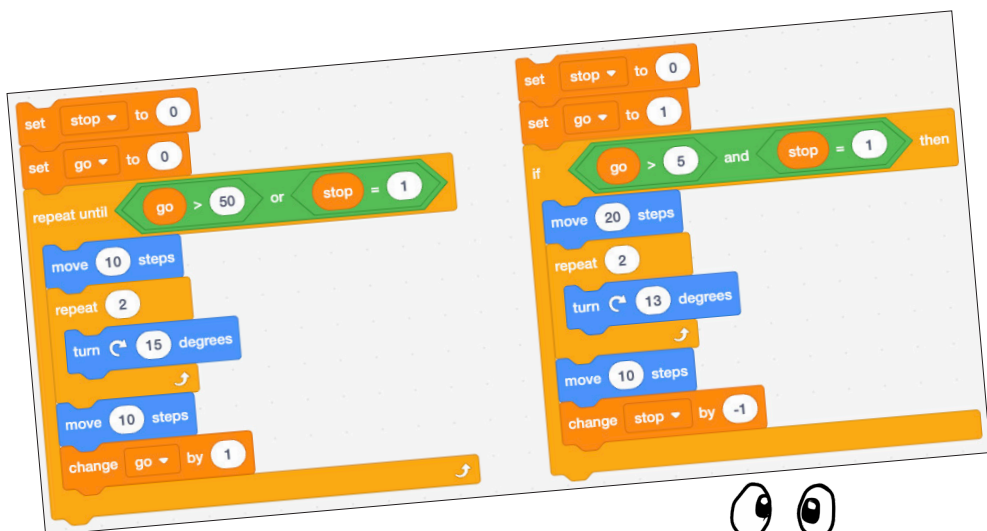 set stop to 0
set go to 0
repeat until go > 50 or stop = 1
move 10 steps
repeat 2
turn 15 degrees
move 10 steps
change go by 1
set stop to 0
set go to 1
if go > 5 and stop = 1 then
move 20 steps
repeat 2
turn 13 degrees
move 10 steps
change stop by -1